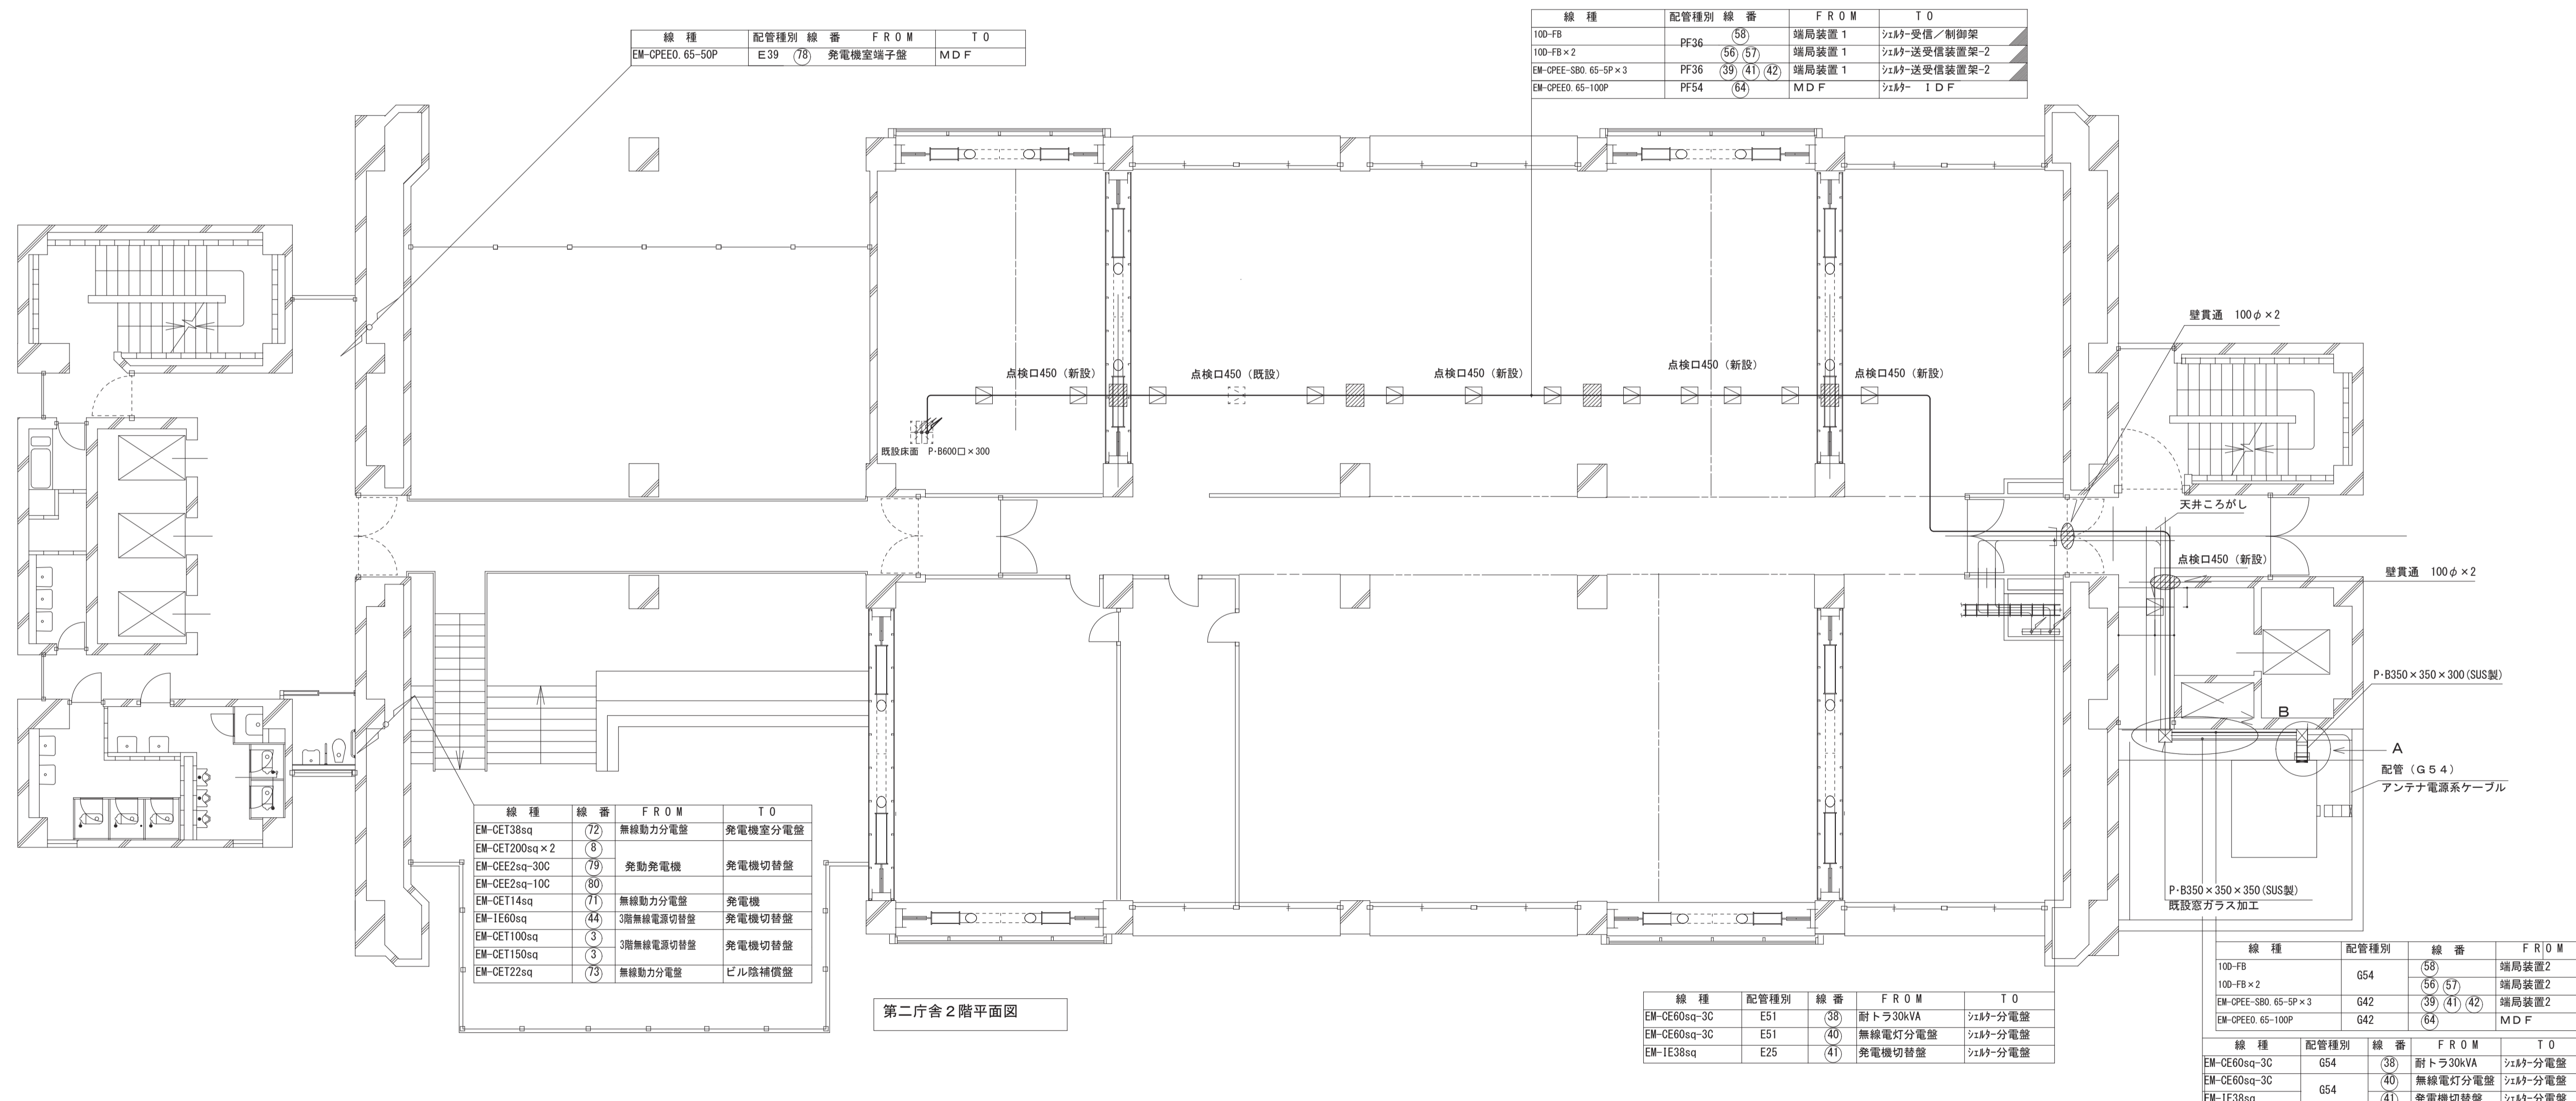 線　種　配管種別　線　番　ＦＲＯＭ　ＴＯ
EM-CPEE0.65-50P　Ｅ39　㊆　発電機室端子盤　ＭＤＦ
線　種　配管種別　線　番　ＦＲＯＭ　ＴＯ
10D-FB　PF36　58　端局装置１　ｼｪﾙﾀｰ受信／制御架
10D-FB×2　56　57　端局装置１　ｼｪﾙﾀｰ送受信装置架-2
EM-CPEE-SB0.65-5P×3　PF36　39　41　42　端局装置１　ｼｪﾙﾀｰ送受信装置架-2
EM-CPEE0.65-100P　PF54　64　ＭＤＦ　ｼｪﾙﾀｰ　ＩＤＦ
壁貫通　100φ×2
点検口450（新設）
点検口450（既設）
点検口450（新設）
点検口450（新設）
点検口450（新設）
既設床面　P・B600□×300
天井ころがし
点検口450（新設）
壁貫通　100φ×2
P・B350×350×300(SUS製)
B
A
配管（Ｇ５４）
アンテナ電源系ケーブル
P・B350×350×350(SUS製)
既設窓ガラス加工
線　種　線　番　ＦＲＯＭ　ＴＯ
EM-CET38sq　72　無線動力分電盤　発電機室分電盤
EM-CET200sq×2　8
EM-CEE2sq-30C　79　発動発電機　発電機切替盤
EM-CEE2sq-10C　80
EM-CET14sq　71　無線動力分電盤　発電機
EM-IE60sq　44　3階無線電源切替盤　発電機切替盤
EM-CET100sq　3　3階無線電源切替盤　発電機切替盤
EM-CET150sq　3
EM-CET22sq　73　無線動力分電盤　ビル陰補償盤
第二庁舎２階平面図
線　種　配管種別　線　番　ＦＲＯＭ　ＴＯ
EM-CE60sq-3C　E51　38　耐トラ30kVA　ｼｪﾙﾀｰ分電盤
EM-CE60sq-3C　E51　40　無線電灯分電盤　ｼｪﾙﾀｰ分電盤
EM-IE38sq　E25　41　発電機切替盤　ｼｪﾙﾀｰ分電盤
線　種　配管種別　線　番　ＦＲＯＭ
10D-FB　G54　58　端局装置2
10D-FB×2　56　57　端局装置2
EM-CPEE-SB0.65-5P×3　G42　39　41　42　端局装置2
EM-CPEE0.65-100P　G42　64　ＭＤＦ
線　種　配管種別　線　番　ＦＲＯＭ　ＴＯ
EM-CE60sq-3C　G54　38　耐トラ30kVA　ｼｪﾙﾀｰ分電盤
EM-CE60sq-3C　G54　40　無線電灯分電盤　ｼｪﾙﾀｰ分電盤
EM-IE38sq　41　発電機切替盤　ｼｪﾙﾀｰ分電盤